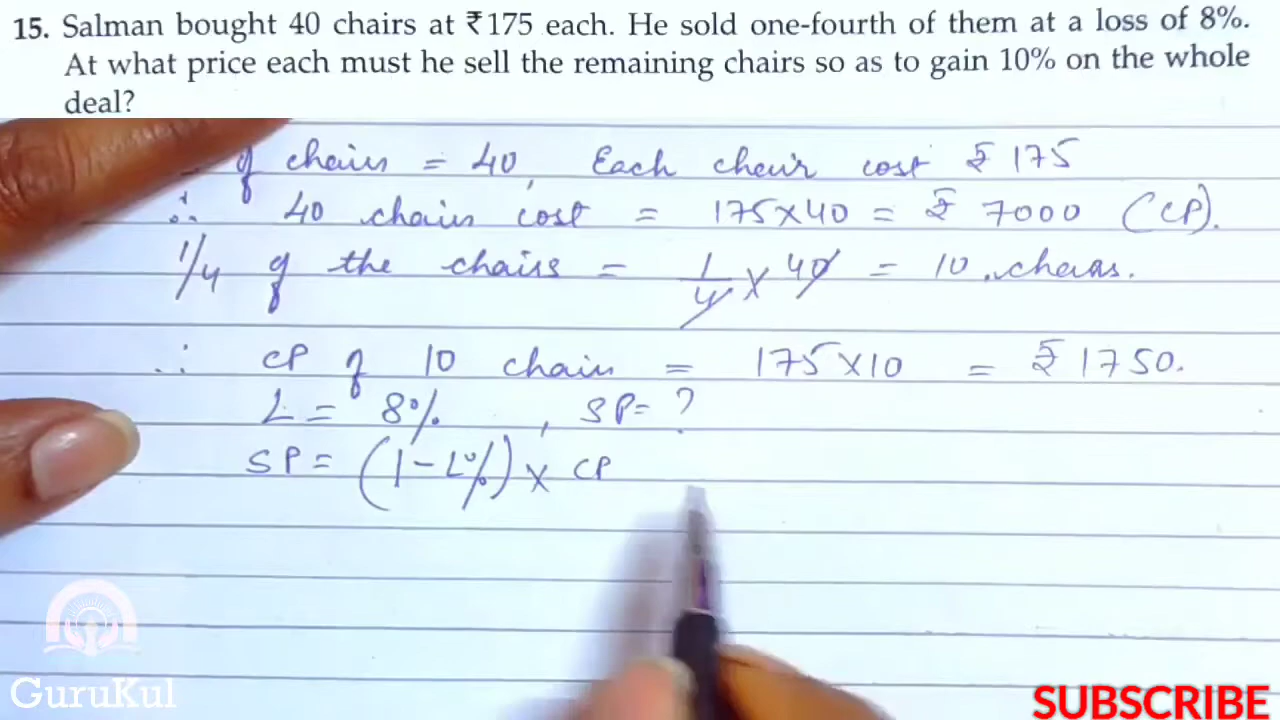 15. Salman bought 40 chairs at ₹175 each. He sold one-fourth of them at a loss of 8%.
At what price each must he sell the remaining chairs so as to gain 10% on the whole
deal?
of chairs = 40, Each chair cost ₹ 175
∴ 40 chairs cost = 175×40 = ₹ 7000 (CP).
1/4 of the chairs = 1/4 × 40 = 10 chairs.
∴ CP of 10 chairs = 175×10 = ₹ 1750.
L = 8%, SP = ?
SP = (1 - L%) × CP
GuruKul
SUBSCRIBE